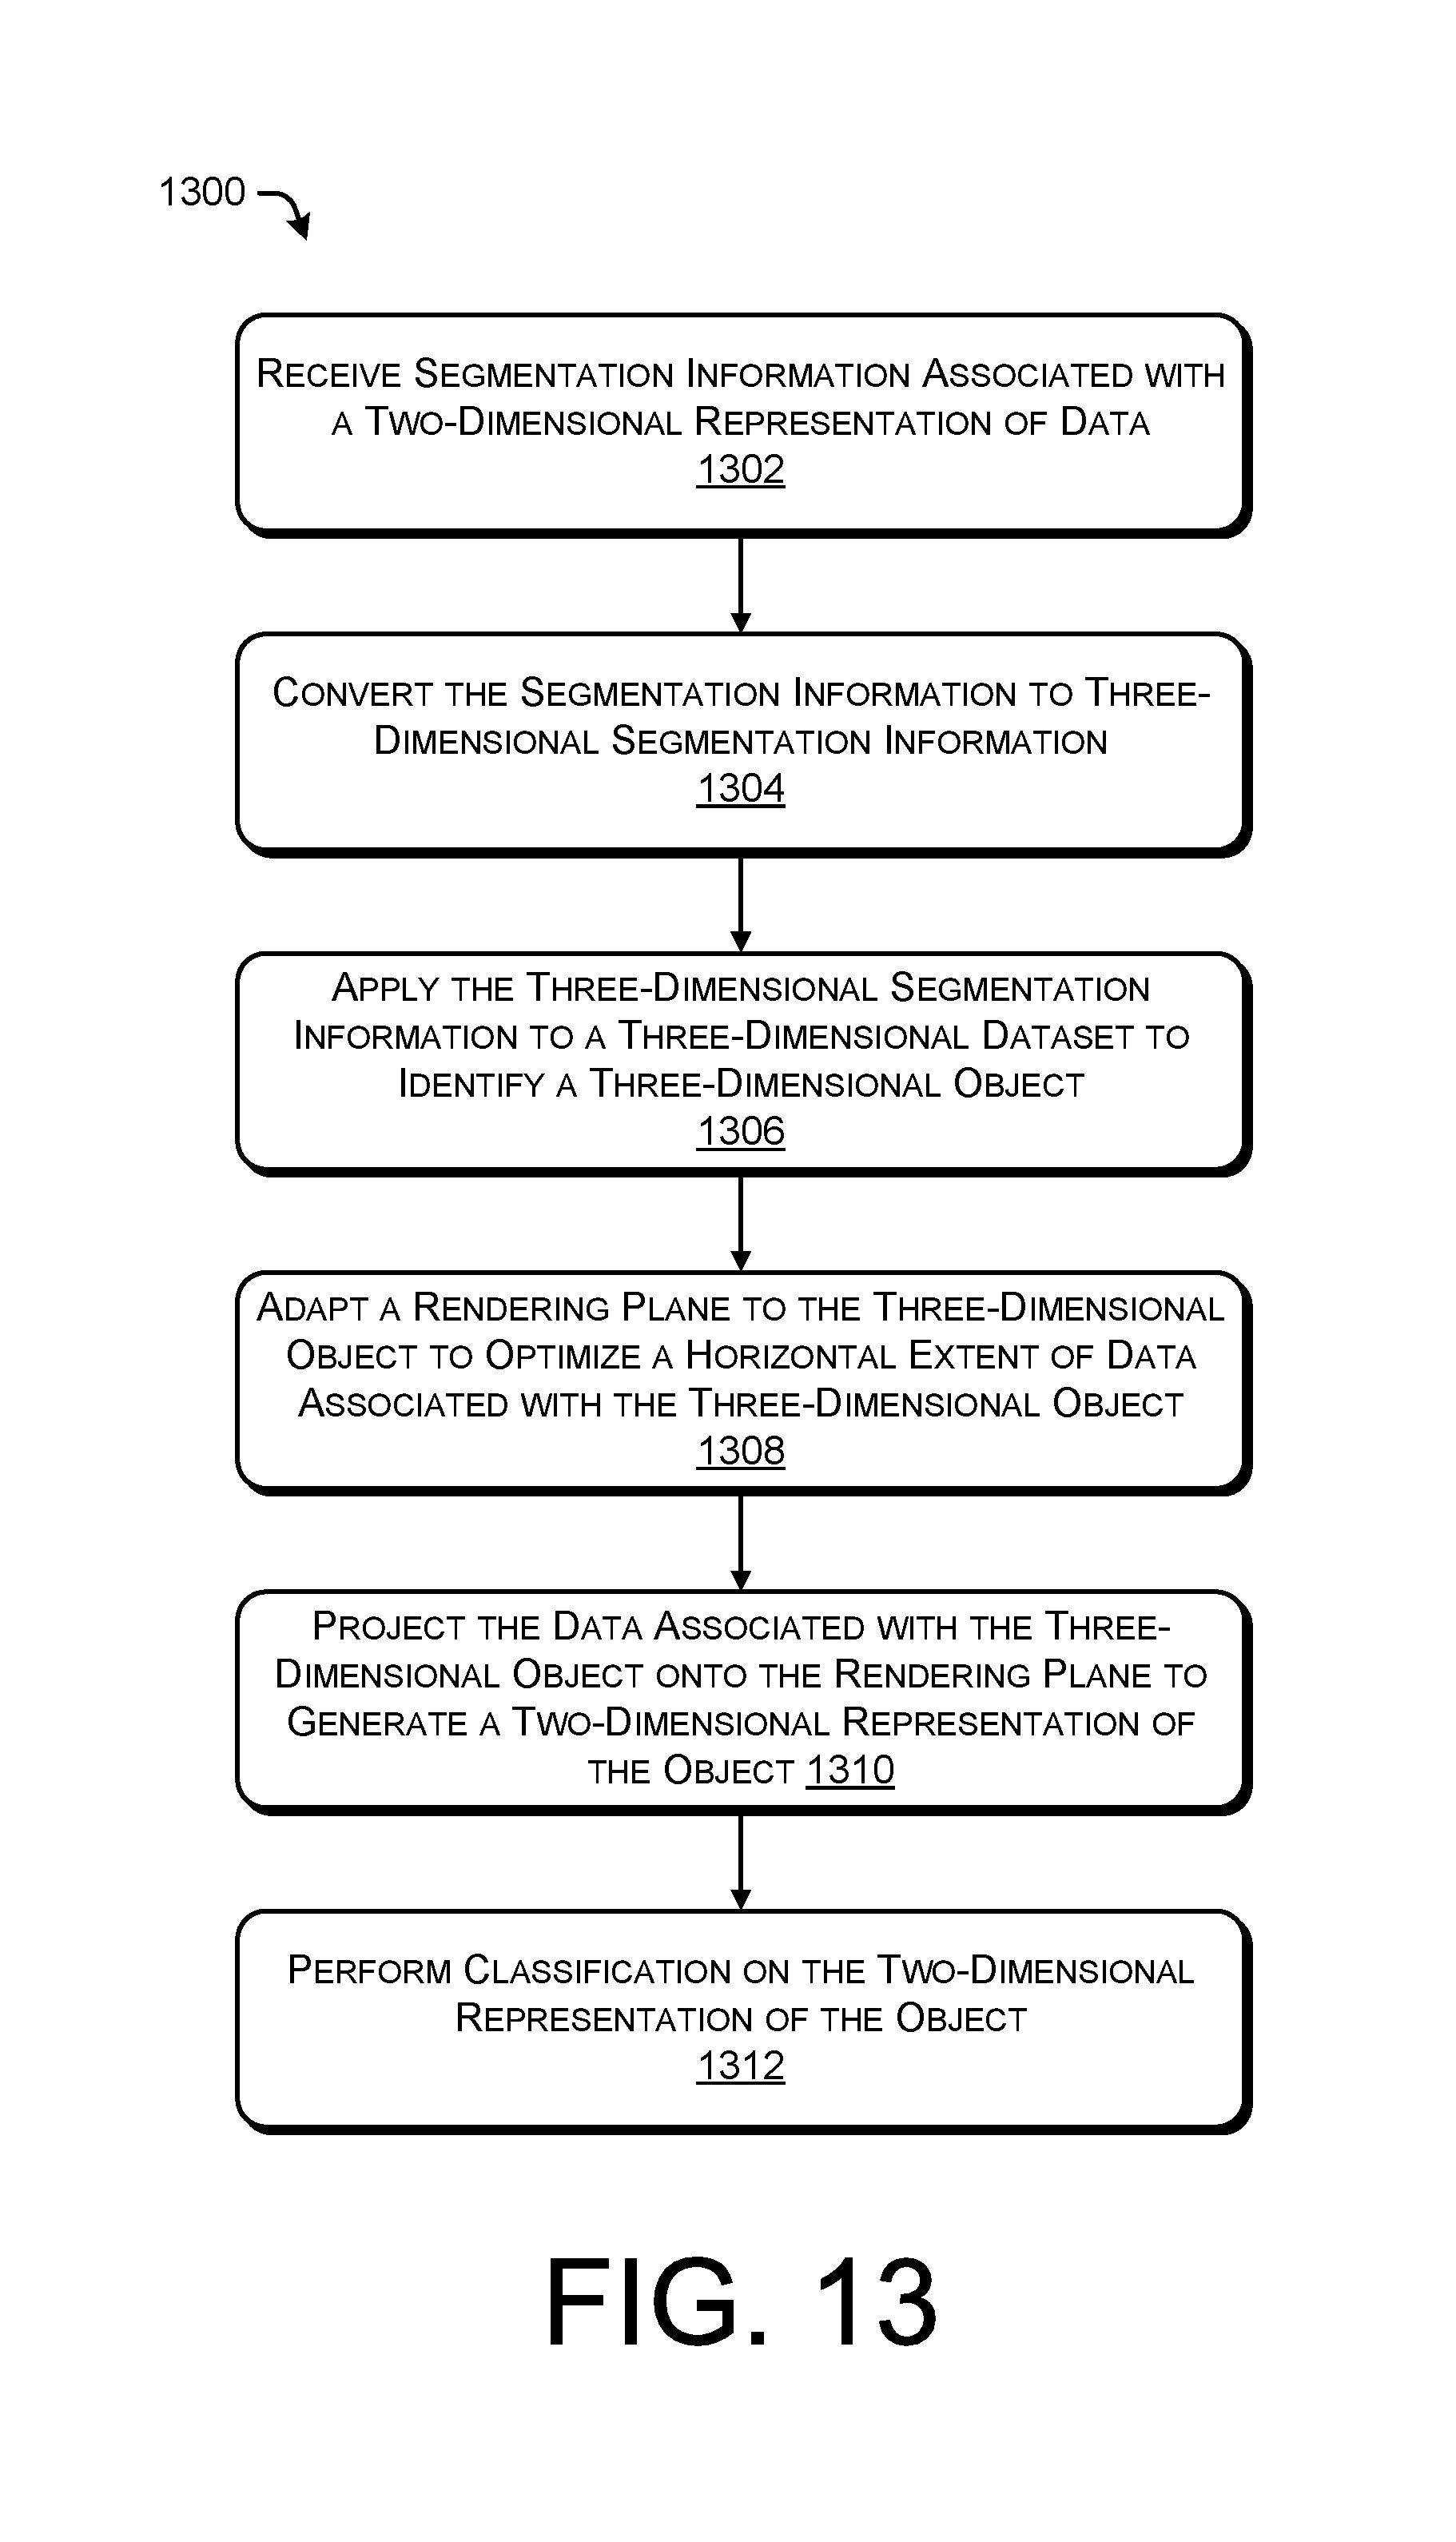 1300
Receive Segmentation Information Associated with
a Two-Dimensional Representation of Data
1302
Convert the Segmentation Information to Three-
Dimensional Segmentation Information
1304
Apply the Three-Dimensional Segmentation
Information to a Three-Dimensional Dataset to
Identify a Three-Dimensional Object
1306
Adapt a Rendering Plane to the Three-Dimensional
Object to Optimize a Horizontal Extent of Data
Associated with the Three-Dimensional Object
1308
Project the Data Associated with the Three-
Dimensional Object onto the Rendering Plane to
Generate a Two-Dimensional Representation of
the Object 1310
Perform Classification on the Two-Dimensional
Representation of the Object
1312
FIG. 13